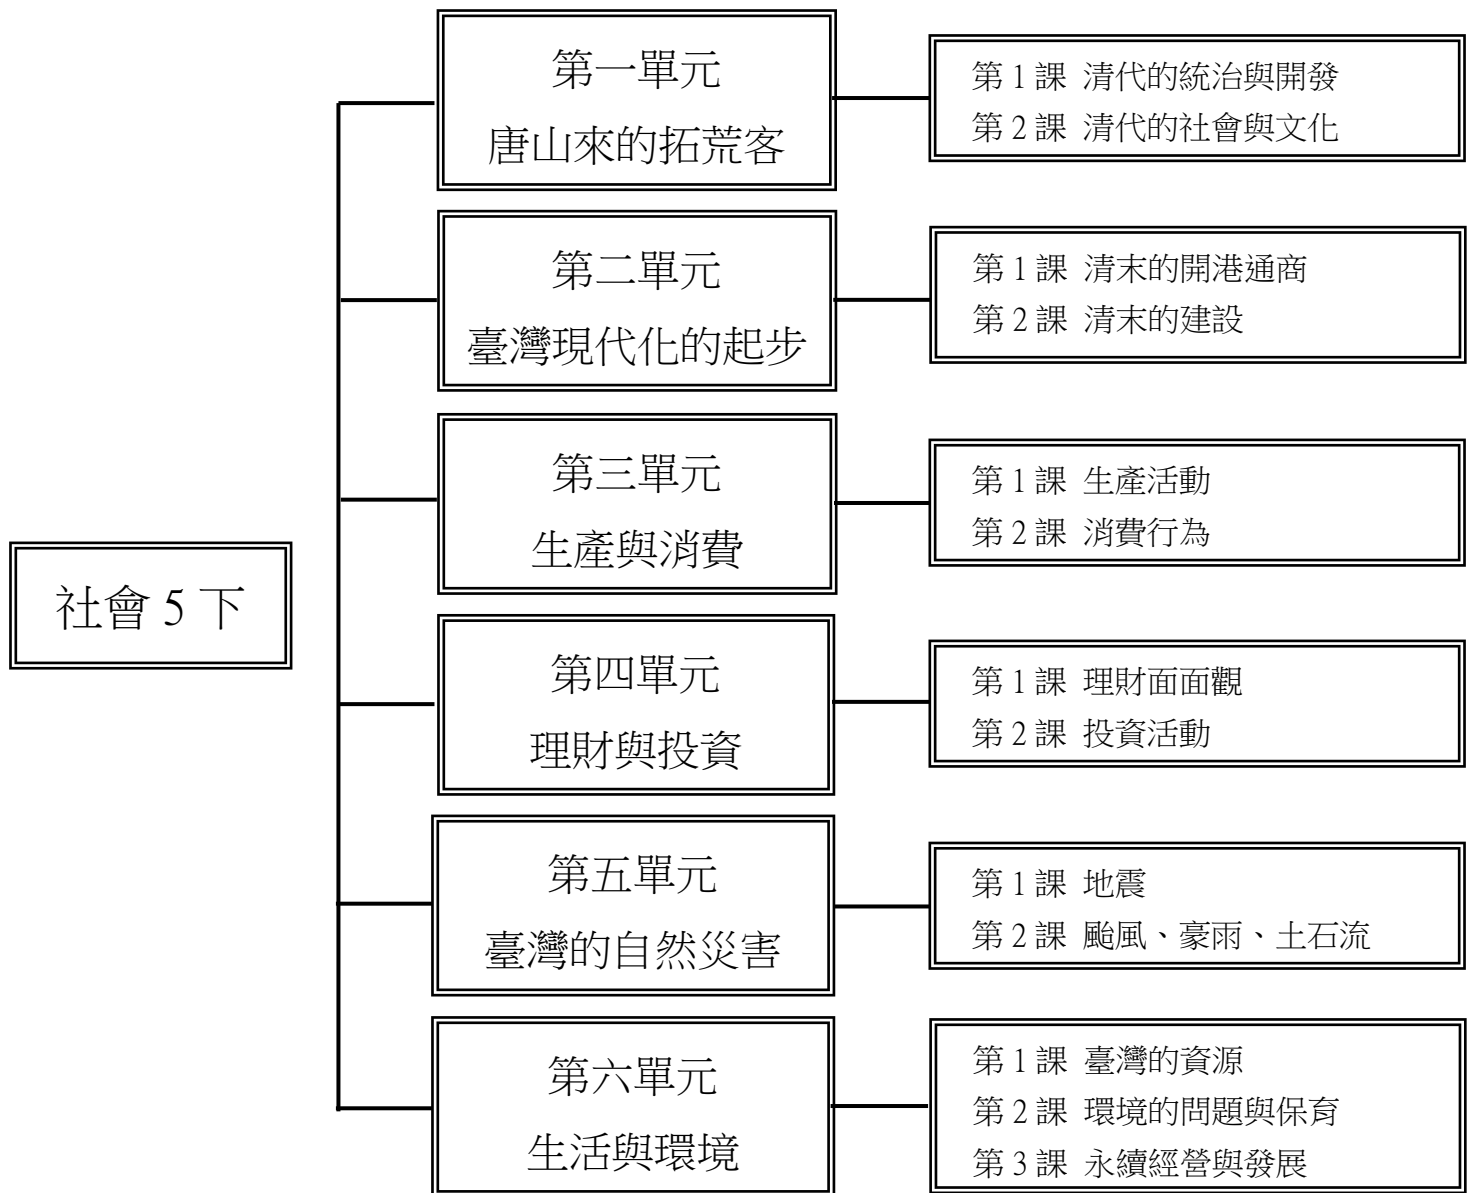 社會 5 下
第一單元
唐山來的拓荒客
第 1 課 清代的統治與開發
第 2 課 清代的社會與文化
第二單元
臺灣現代化的起步
第 1 課 清末的開港通商
第 2 課 清末的建設
第三單元
生產與消費
第 1 課 生產活動
第 2 課 消費行為
第四單元
理財與投資
第 1 課 理財面面觀
第 2 課 投資活動
第五單元
臺灣的自然災害
第 1 課 地震
第 2 課 颱風、豪雨、土石流
第六單元
生活與環境
第 1 課 臺灣的資源
第 2 課 環境的問題與保育
第 3 課 永續經營與發展